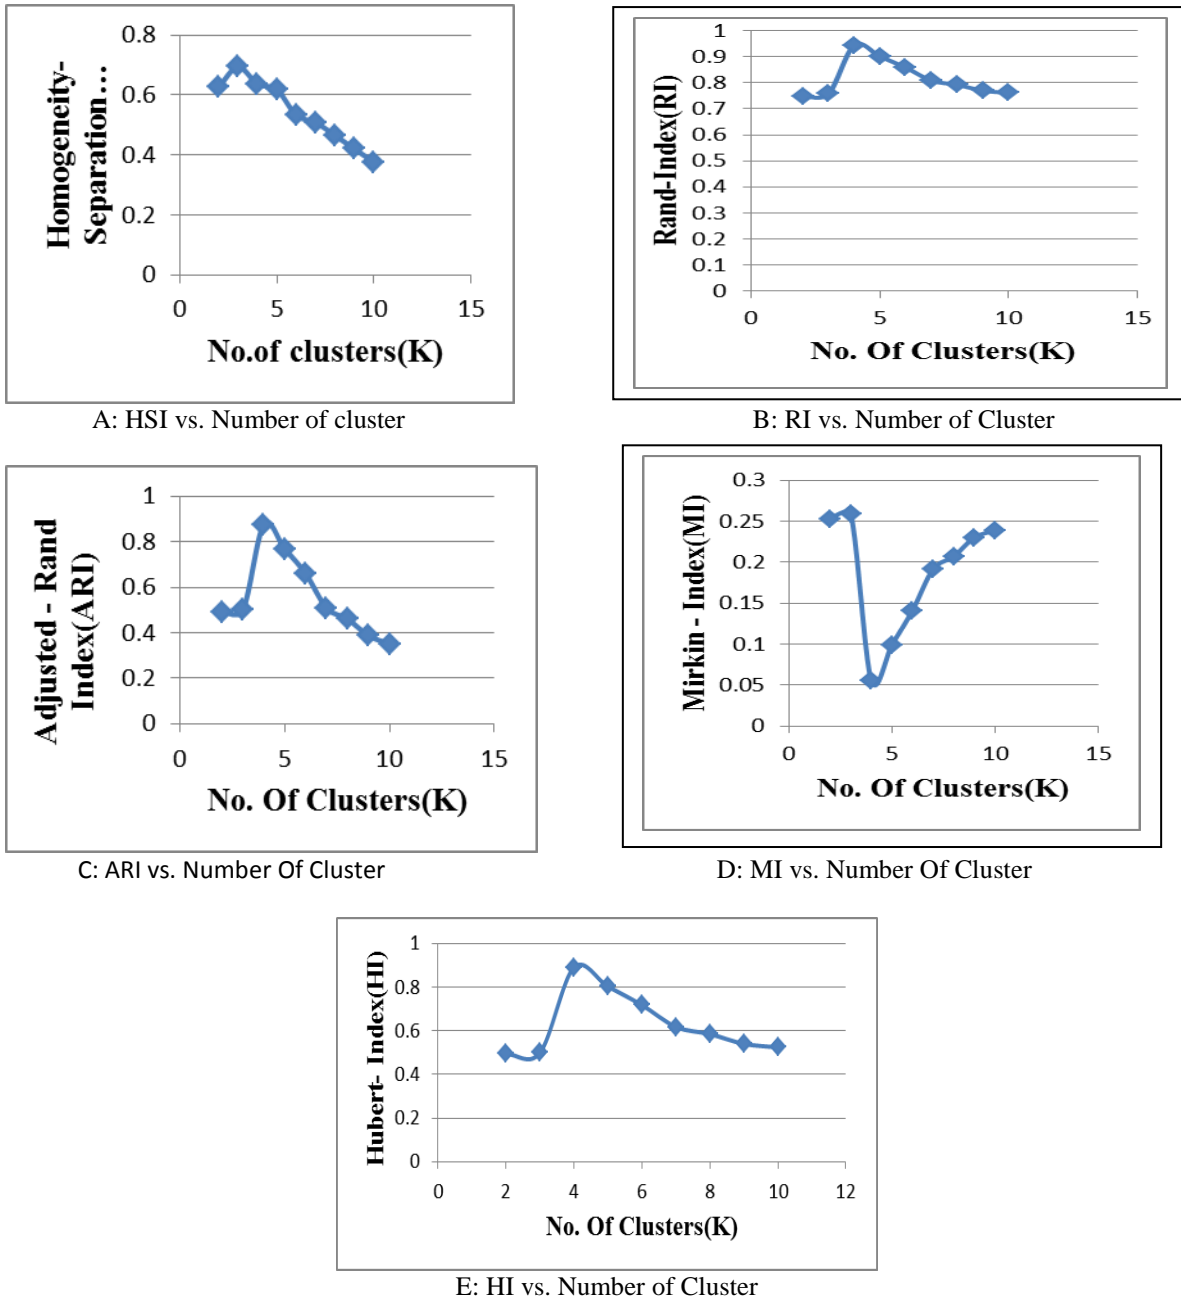 Homogeneity-
Separation...
0.8
0.6
0.4
0.2
0
0 5 10 15
No.of clusters(K)
A: HSI vs. Number of cluster
Rand-Index(RI)
1
0.9
0.8
0.7
0.6
0.5
0.4
0.3
0.2
0.1
0
0 5 10 15
No. Of Clusters(K)
B: RI vs. Number of Cluster
Adjusted - Rand
Index(ARI)
1
0.8
0.6
0.4
0.2
0
0 5 10 15
No. Of Clusters(K)
C: ARI vs. Number Of Cluster
Mirkin - Index(MI)
0.3
0.25
0.2
0.15
0.1
0.05
0
0 5 10 15
No. Of Clusters(K)
D: MI vs. Number Of Cluster
Hubert- Index(HI)
1
0.8
0.6
0.4
0.2
0
0 2 4 6 8 10 12
No. Of Clusters(K)
E: HI vs. Number of Cluster